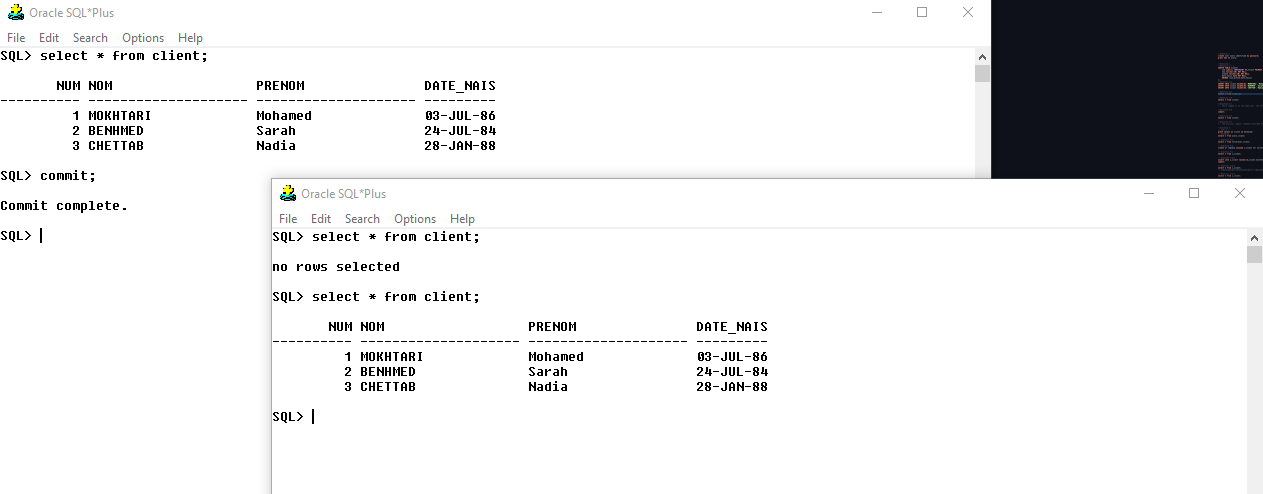 Oracle SQL*Plus
File Edit Search Options Help
SQL> select * from client;
       NUM NOM                  PRENOM               DATE_NAIS
---------- -------------------- -------------------- ---------
         1 MOKHTARI             Mohamed              03-JUL-86
         2 BENHMED              Sarah                24-JUL-84
         3 CHETTAB              Nadia                28-JAN-88
SQL> commit;
Commit complete.
SQL>
Oracle SQL*Plus
File Edit Search Options Help
SQL> select * from client;
no rows selected
SQL> select * from client;
       NUM NOM                  PRENOM               DATE_NAIS
---------- -------------------- -------------------- ---------
         1 MOKHTARI             Mohamed              03-JUL-86
         2 BENHMED              Sarah                24-JUL-84
         3 CHETTAB              Nadia                28-JAN-88
SQL>